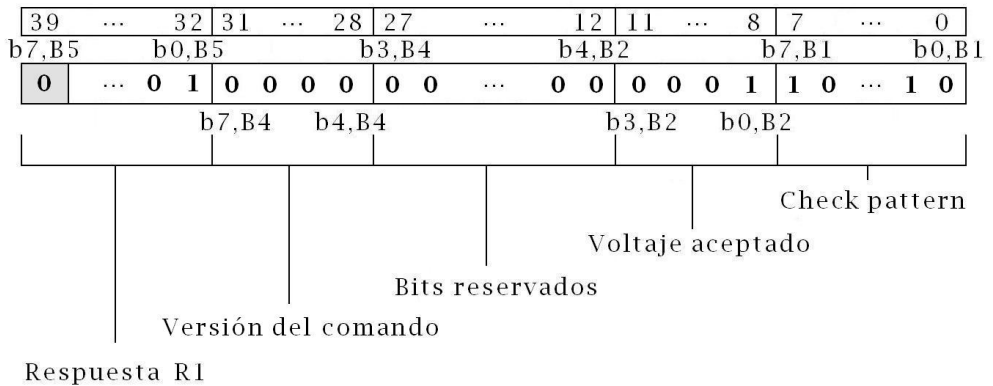 39 ... 32 31 ... 28 27 ... 12 11 ... 8 7 ... 0
b7,B5 b0,B5 b3,B4 b4,B2 b7,B1 b0,B1
0 ... 0 1 0 0 0 0 0 0 ... 0 0 0 0 0 1 1 0 ... 1 0
b7,B4 b4,B4 b3,B2 b0,B2
Check pattern
Voltaje aceptado
Bits reservados
Versión del comando
Respuesta R1